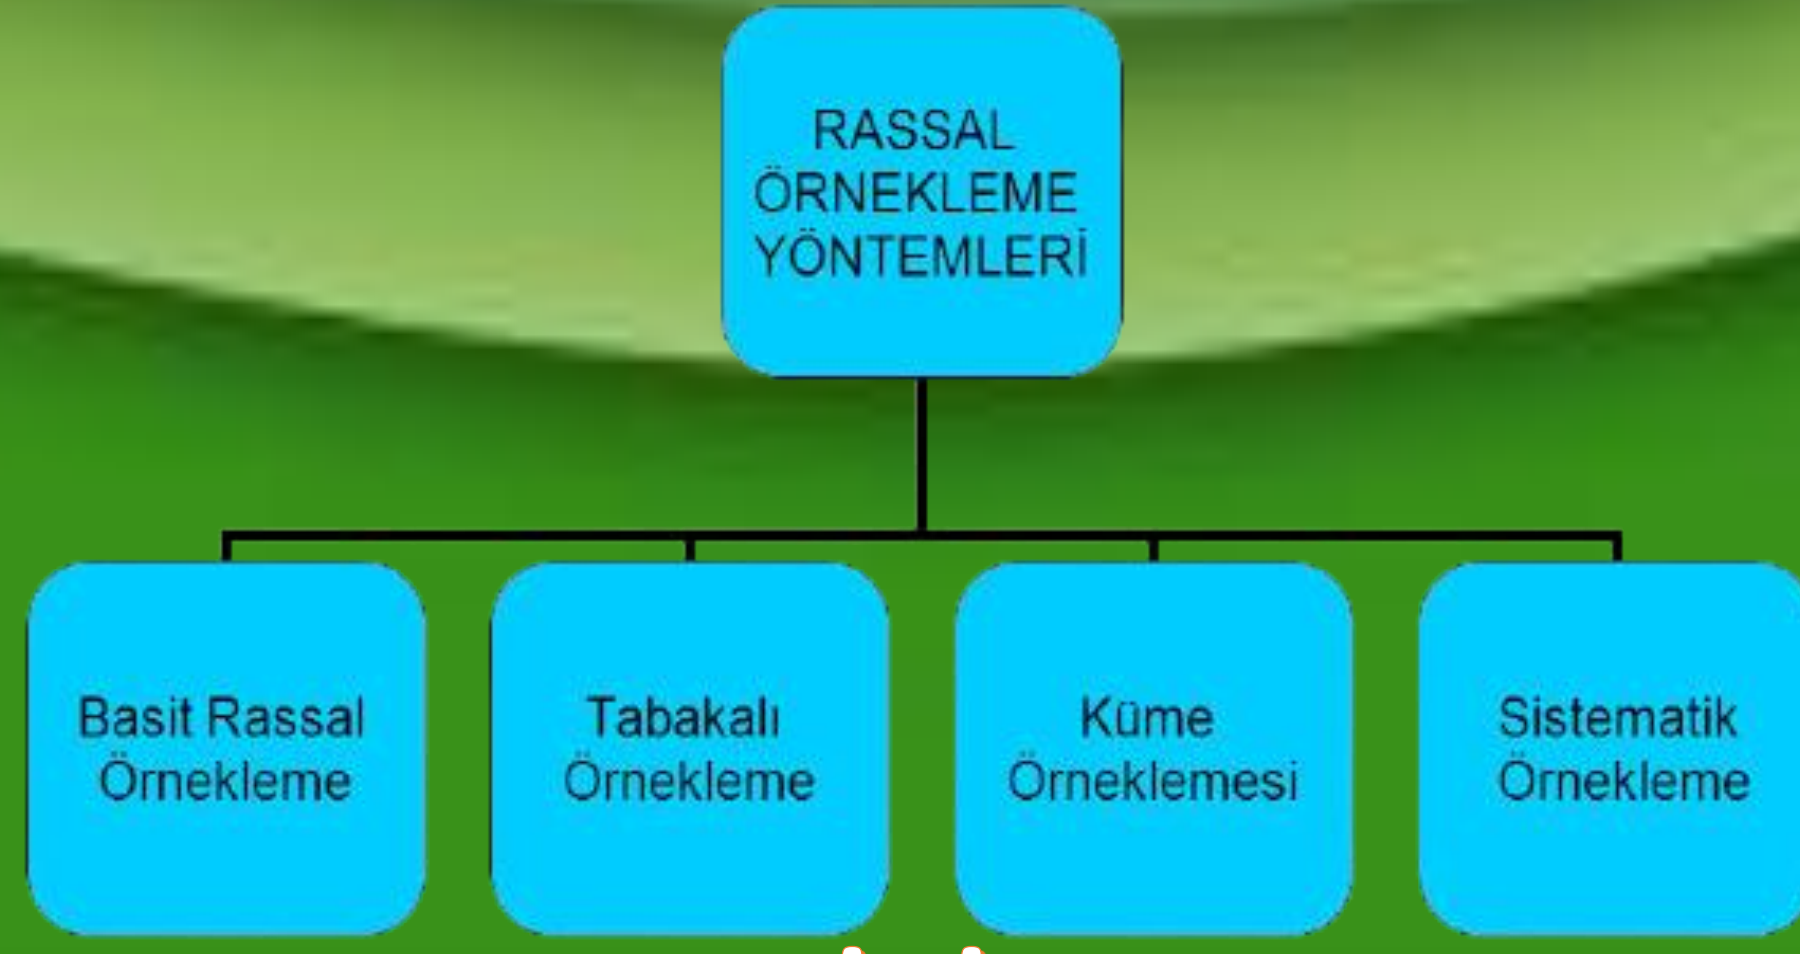 RASSAL
ÖRNEKLEME
YÖNTEMLERİ
Basit Rassal
Örnekleme
Tabakalı
Örnekleme
Küme
Örneklemesi
Sistematik
Örnekleme